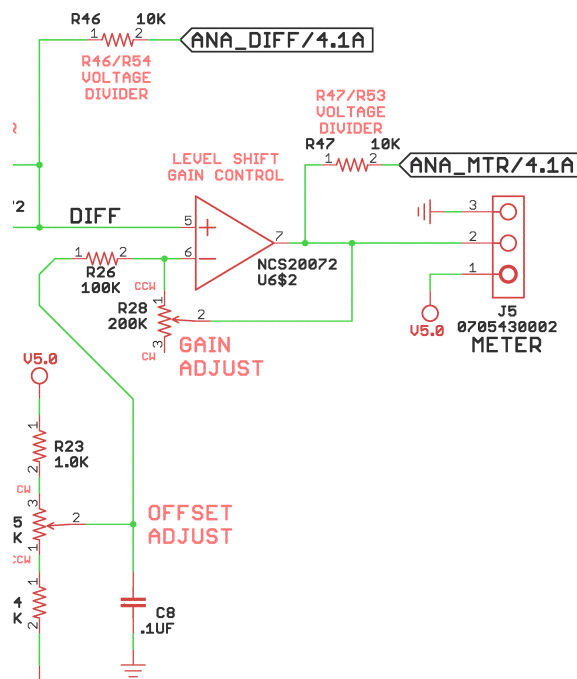 R46 10K
1 2
ANA_DIFF/4.1A
R46/R54
VOLTAGE
DIVIDER
R47/R53
VOLTAGE
DIVIDER
R47 10K
1 2
ANA_MTR/4.1A
LEVEL SHIFT
GAIN CONTROL
DIFF
5
6
7
NCS20072
U6$2
1 2
R26
100K
CCW
1
R28
200K
2
3
CW
GAIN
ADJUST
3
2
1
V5.0
J5
0705430002
METER
V5.0
1
R23
1.0K
2
CW
3
5
K
2
1
CCW
OFFSET
ADJUST
1
4
K
2
C8
.1UF